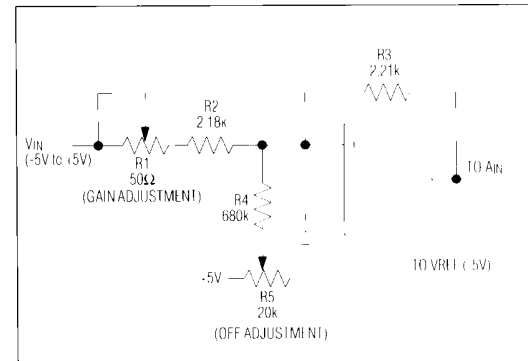 R3
2.21k
R2
2.18k
VIN
(-5V to +5V)
R1
50Ω
(GAIN ADJUSTMENT)
R4
680k
TO AIN
-5V
R5
20k
(OFF ADJUSTMENT)
TO VREF (-5V)